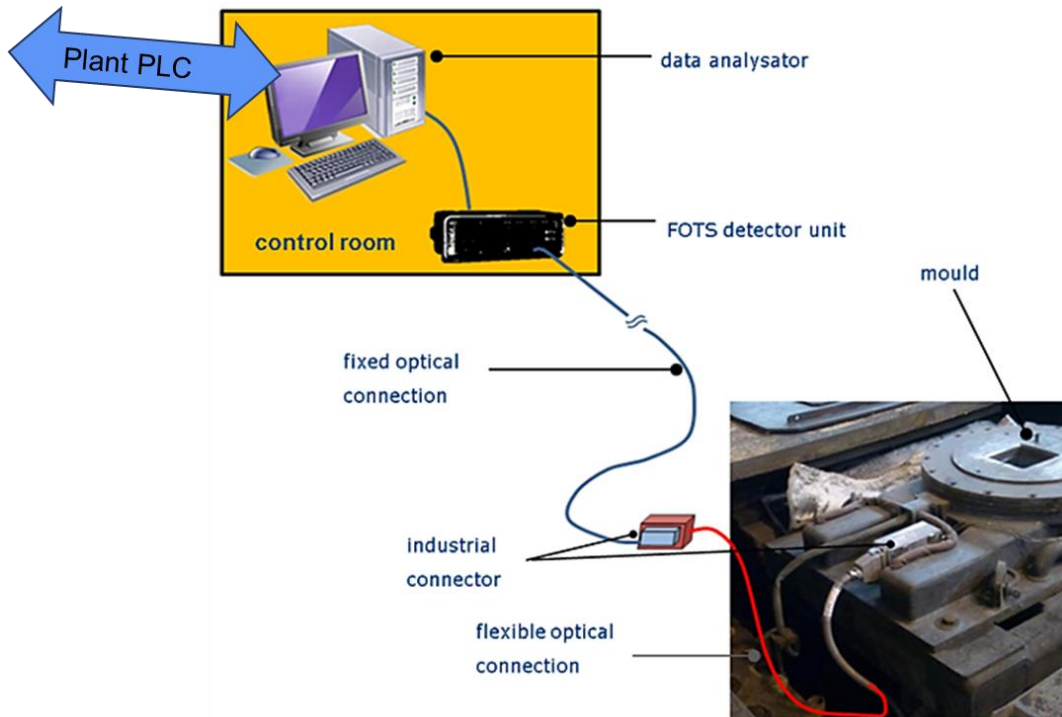 Plant PLC
data analysator
control room
FOTS detector unit
mould
fixed optical
connection
industrial
connector
flexible optical
connection